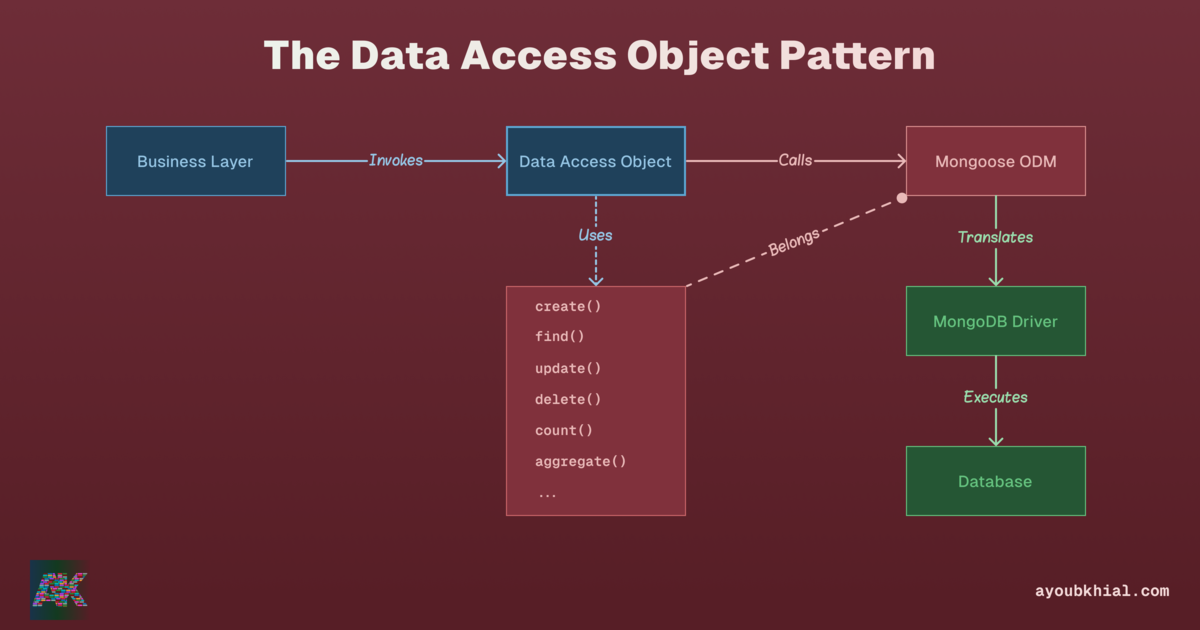 The Data Access Object Pattern
Business Layer
Invokes
Data Access Object
Calls
Mongoose ODM
Uses
Belongs
Translates
create()
find()
update()
delete()
count()
aggregate()
...
MongoDB Driver
Executes
Database
AK
ayoubkhial.com